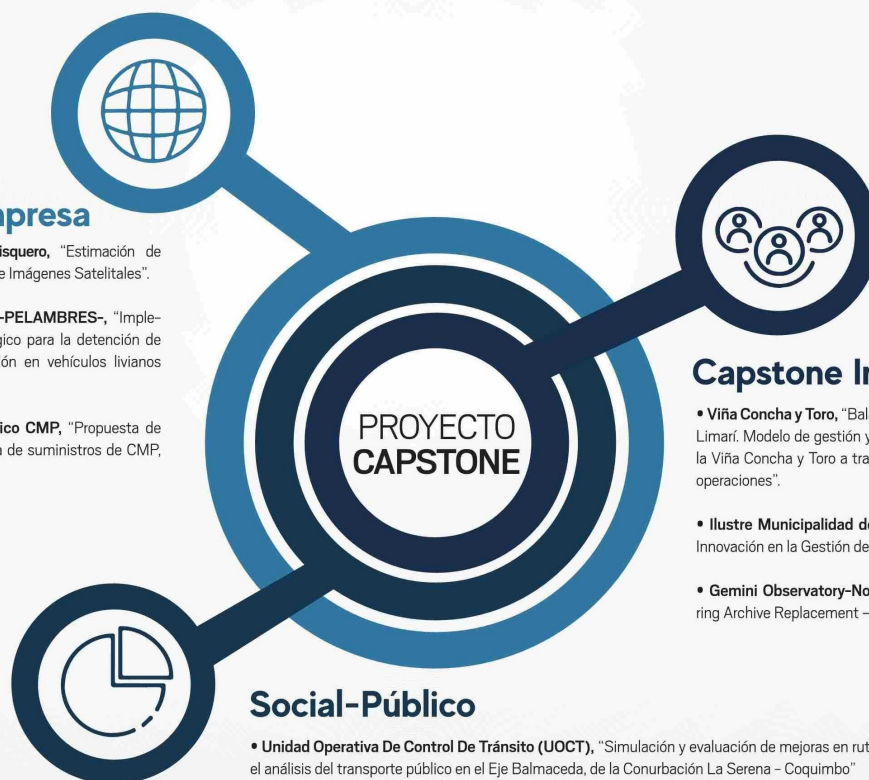 isquero, “Estimación de
e Imágenes Satelitales”.
-PELAMBRES-, “Imple-
gico para la detención de
ón en vehículos livianos
ico CMP, “Propuesta de
a de suministros de CMP,
PROYECTO
CAPSTONE
Capstone
• Viña Concha y Toro, “Bal
Limarí. Modelo de gestión y
la Viña Concha y Toro a tra
operaciones”.
• Ilustre Municipalidad d
Innovación en la Gestión de
• Gemini Observatory-No
ring Archive Replacement –
Social-Público
• Unidad Operativa De Control De Tránsito (UOCT), “Simulación y evaluación de mejoras en rut
el análisis del transporte público en el Eje Balmaceda, de la Conurbación La Serena - Coquimbo”